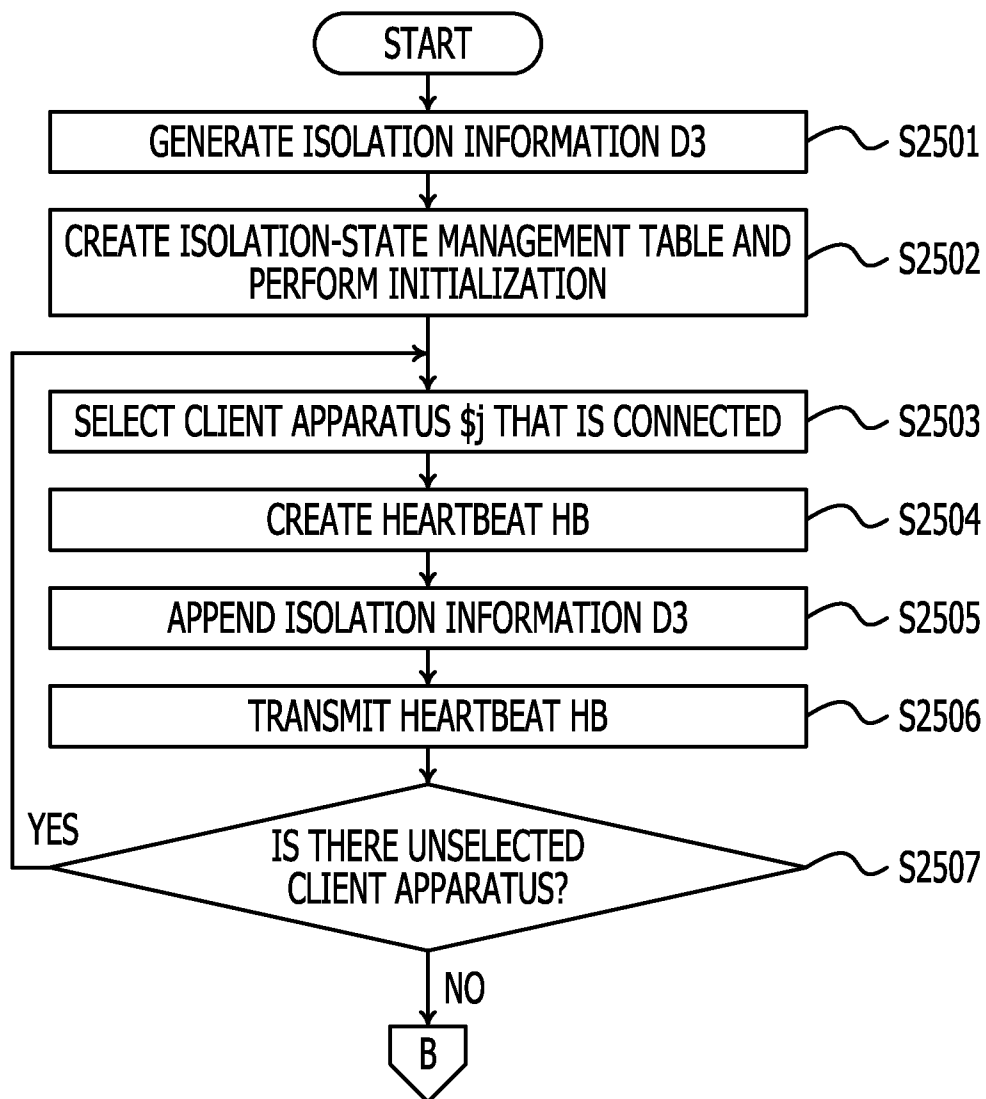 START
GENERATE ISOLATION INFORMATION D3
S2501
CREATE ISOLATION-STATE MANAGEMENT TABLE AND
PERFORM INITIALIZATION
S2502
SELECT CLIENT APPARATUS $j THAT IS CONNECTED
S2503
CREATE HEARTBEAT HB
S2504
APPEND ISOLATION INFORMATION D3
S2505
TRANSMIT HEARTBEAT HB
S2506
YES
IS THERE UNSELECTED
CLIENT APPARATUS?
S2507
NO
B